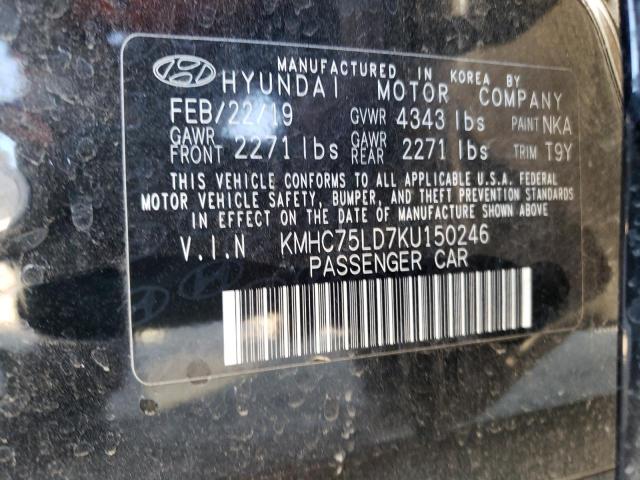 MANUFACTURED IN KOREA BY
HYUNDAI MOTOR COMPANY
FEB/22/19 GVWR 4343 lbs PAINT NKA
GAWR FRONT 2271 lbs GAWR REAR 2271 lbs TRIM T9Y
THIS VEHICLE CONFORMS TO ALL APPLICABLE U.S.A. FEDERAL
MOTOR VEHICLE SAFETY, BUMPER, AND THEFT PREVENTION STANDARDS
IN EFFECT ON THE DATE OF MANUFACTURE SHOWN ABOVE.
V.I.N KMHC75LD7KU150246
PASSENGER CAR